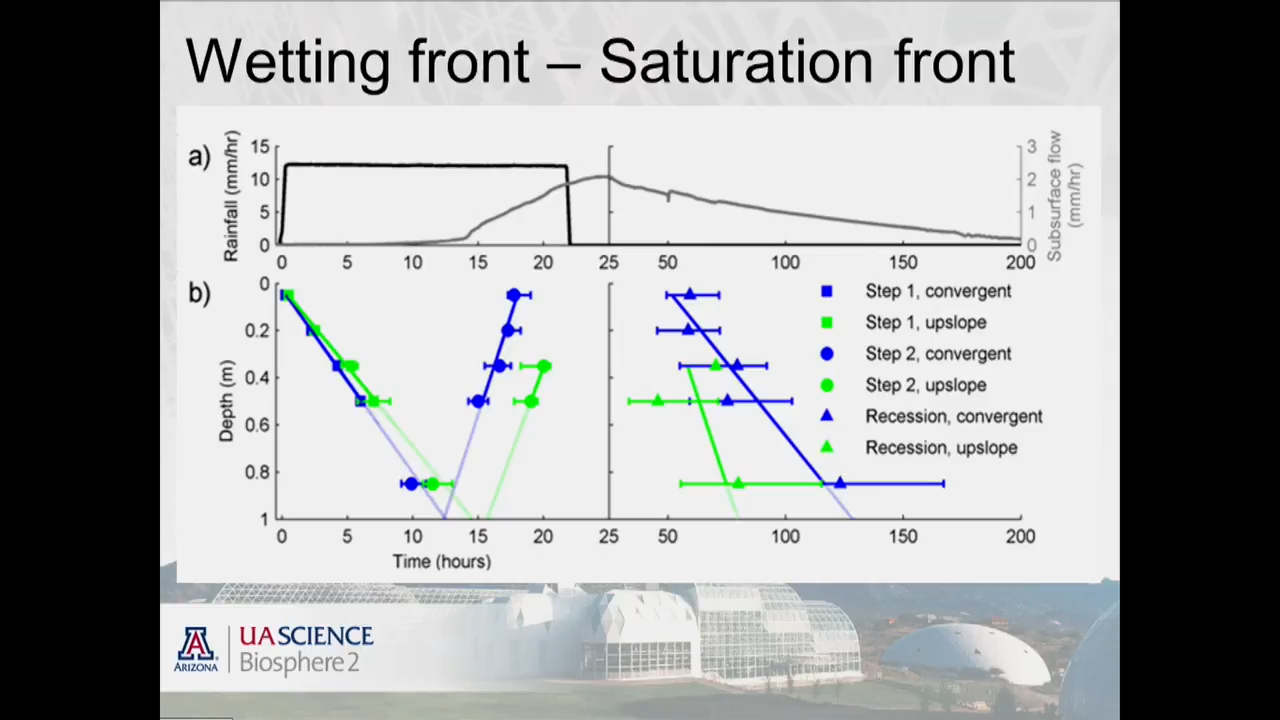 Wetting front – Saturation front
a)
Rainfall (mm/hr)
15
10
5
0
3
2
1
0
Subsurface flow
(mm/hr)
0 5 10 15 20 25 50 100 150 200
b)
Depth (m)
0
0.2
0.4
0.6
0.8
1
Step 1, convergent
Step 1, upslope
Step 2, convergent
Step 2, upslope
Recession, convergent
Recession, upslope
0 5 10 15 20 25 50 100 150 200
Time (hours)
A
ARIZONA
UA SCIENCE
Biosphere 2